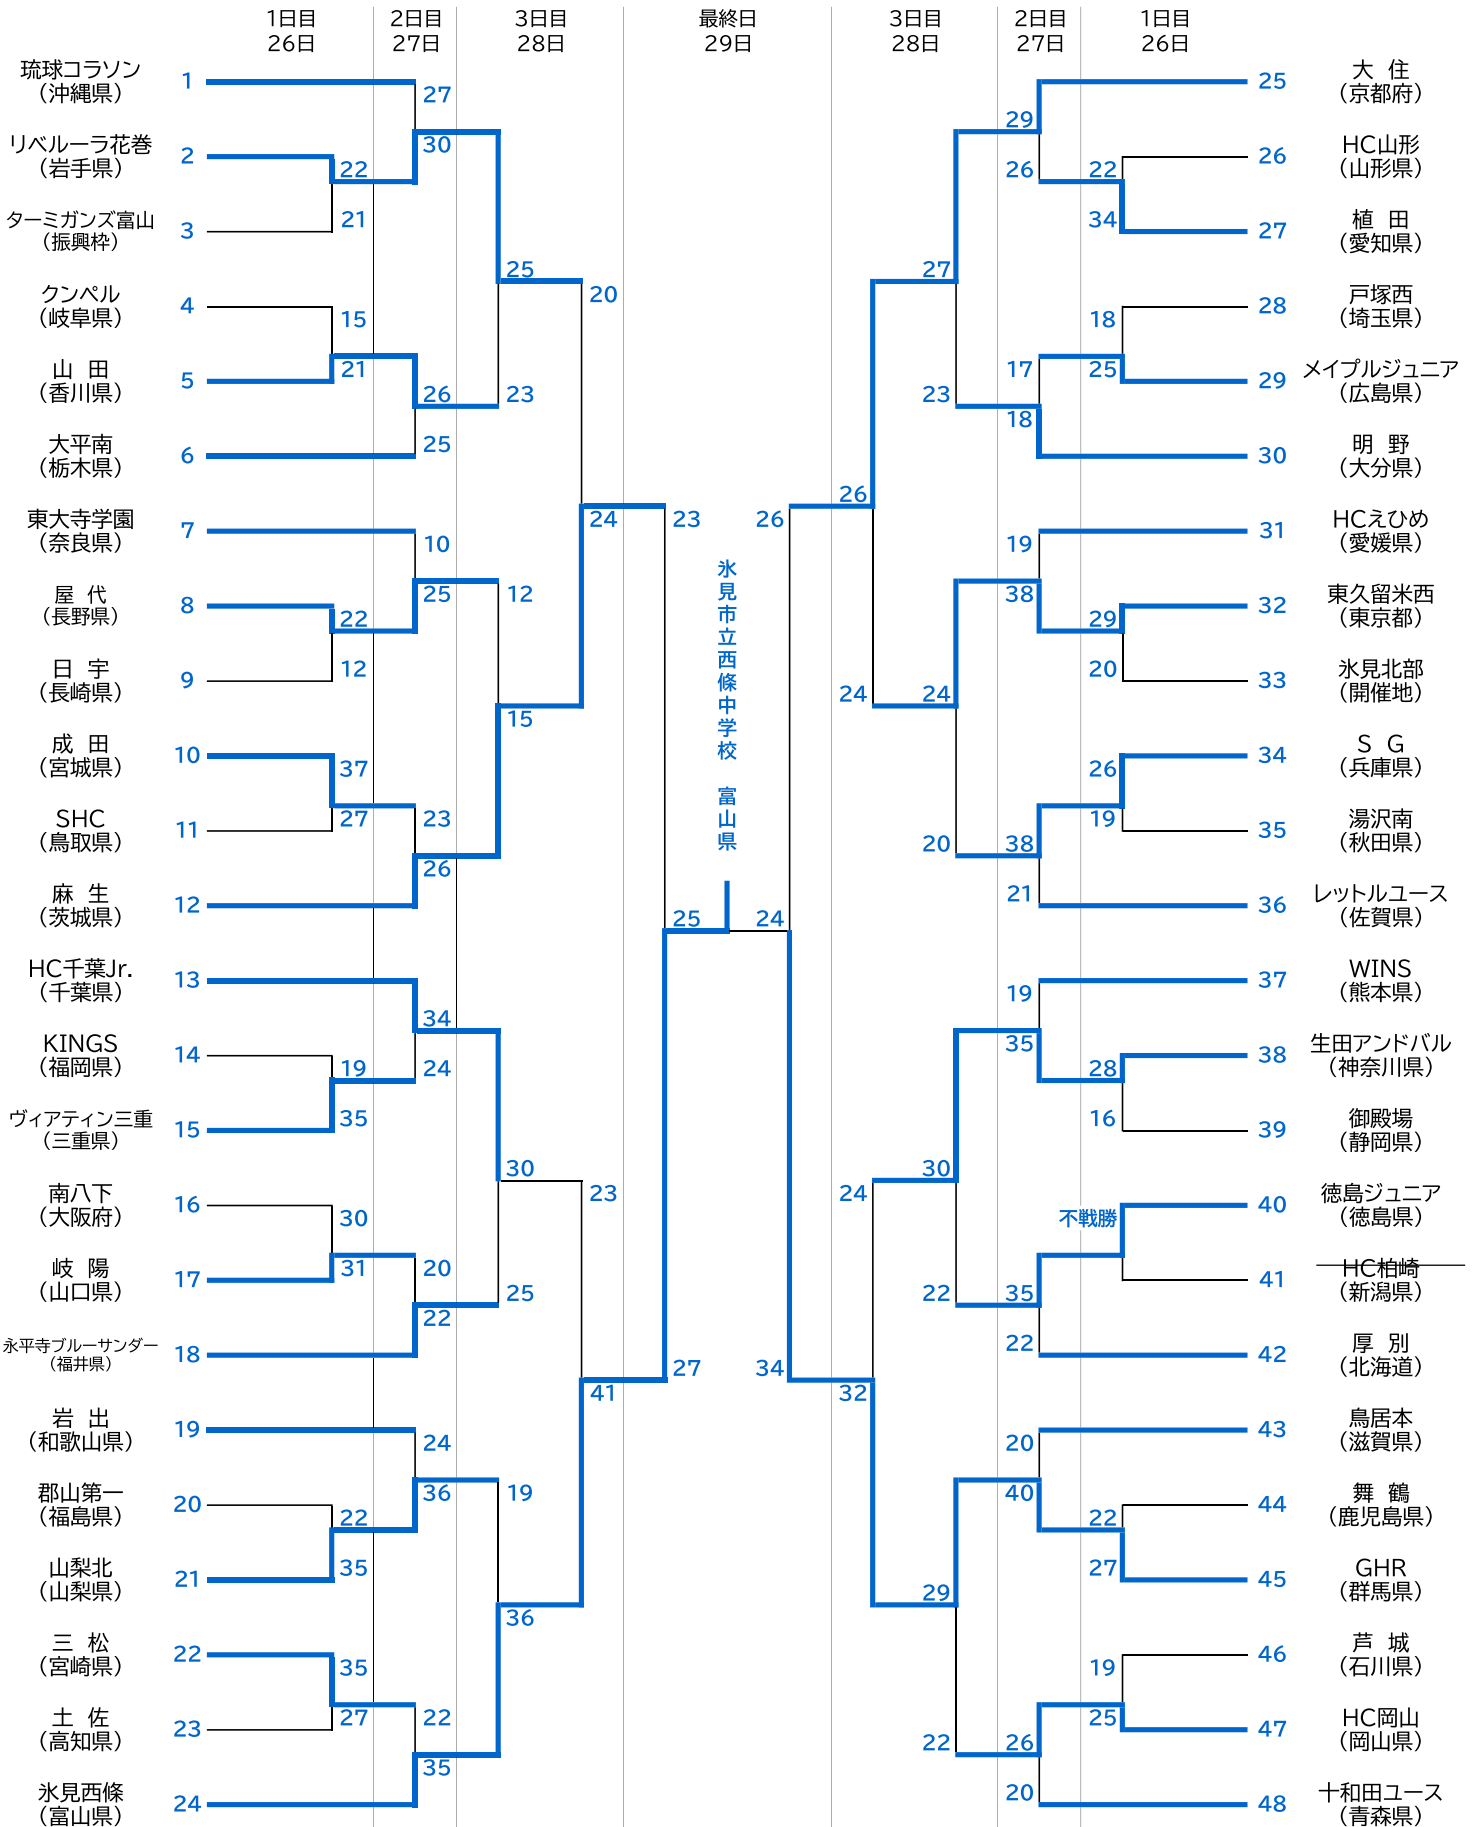 1日目
26日
2日目
27日
3日目
28日
最終日
29日
3日目
28日
2日目
27日
1日目
26日
琉球コラソン
（沖縄県）
1
リベルーラ花巻
（岩手県）
2
ターミガンズ富山
（振興枠）
3
クンペル
（岐阜県）
4
山 田
（香川県）
5
大平南
（栃木県）
6
東大寺学園
（奈良県）
7
屋 代
（長野県）
8
日 宇
（長崎県）
9
成 田
（宮城県）
10
SHC
（鳥取県）
11
麻 生
（茨城県）
12
HC千葉Jr.
（千葉県）
13
KINGS
（福岡県）
14
ヴィアティン三重
（三重県）
15
南八下
（大阪府）
16
岐 陽
（山口県）
17
永平寺ブルーサンダー
（福井県）
18
岩 出
（和歌山県）
19
郡山第一
（福島県）
20
山梨北
（山梨県）
21
三 松
（宮崎県）
22
土 佐
（高知県）
23
氷見西條
（富山県）
24
22
21
15
21
22
12
37
27
19
35
30
31
22
35
35
27
27
30
26
25
10
25
23
26
34
24
20
22
24
36
22
35
25
23
12
15
30
25
19
36
20
24
23
41
23
27
25
氷見市立西條中学校 富山県
24
26
34
26
24
24
32
27
23
24
20
30
22
29
22
29
26
17
18
19
38
38
21
19
35
35
22
20
40
26
20
22
34
18
25
29
20
26
19
28
16
不戦勝
22
27
19
25
25
大 住
（京都府）
26
HC山形
（山形県）
27
植 田
（愛知県）
28
戸塚西
（埼玉県）
29
メイプルジュニア
（広島県）
30
明 野
（大分県）
31
HCえひめ
（愛媛県）
32
東久留米西
（東京都）
33
氷見北部
（開催地）
34
S G
（兵庫県）
35
湯沢南
（秋田県）
36
レットルユース
（佐賀県）
37
WINS
（熊本県）
38
生田アンドバル
（神奈川県）
39
御殿場
（静岡県）
40
徳島ジュニア
（徳島県）
41
HC柏崎
（新潟県）
42
厚 別
（北海道）
43
鳥居本
（滋賀県）
44
舞 鶴
（鹿児島県）
45
GHR
（群馬県）
46
芦 城
（石川県）
47
HC岡山
（岡山県）
48
十和田ユース
（青森県）